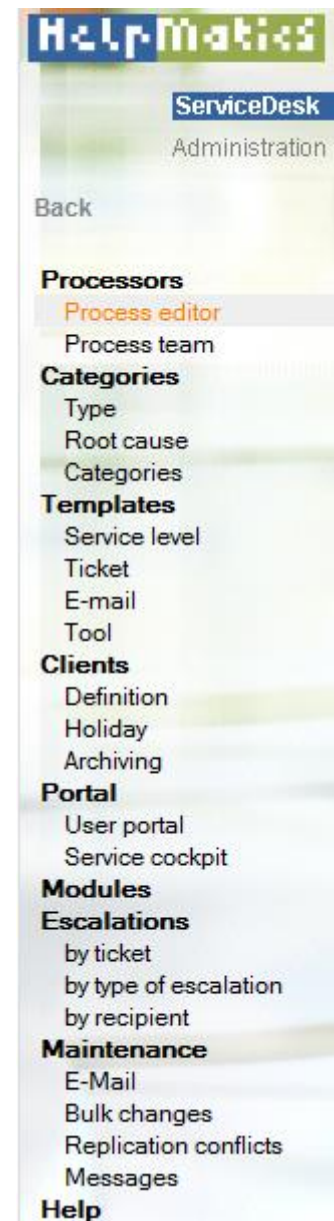 HelpMatics
ServiceDesk
Administration
Back
Processors
Process editor
Process team
Categories
Type
Root cause
Categories
Templates
Service level
Ticket
E-mail
Tool
Clients
Definition
Holiday
Archiving
Portal
User portal
Service cockpit
Modules
Escalations
by ticket
by type of escalation
by recipient
Maintenance
E-Mail
Bulk changes
Replication conflicts
Messages
Help